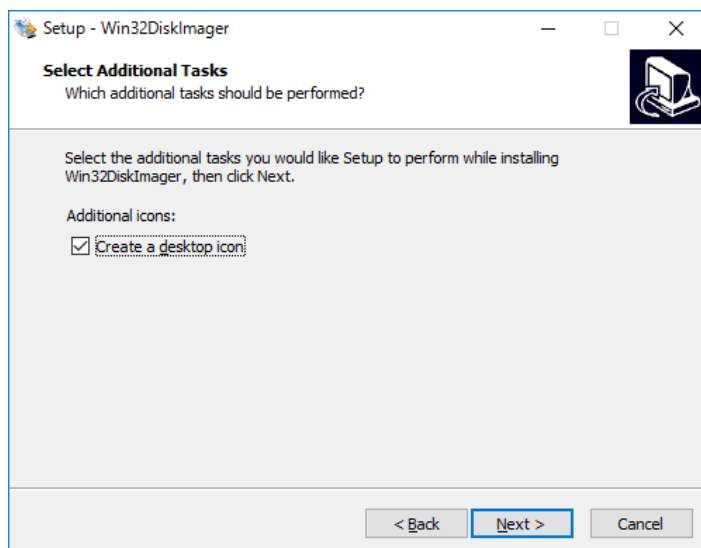 Setup - Win32DiskImager
Select Additional Tasks
Which additional tasks should be performed?
Select the additional tasks you would like Setup to perform while installing
Win32DiskImager, then click Next.
Additional icons:
Create a desktop icon
< Back
Next >
Cancel